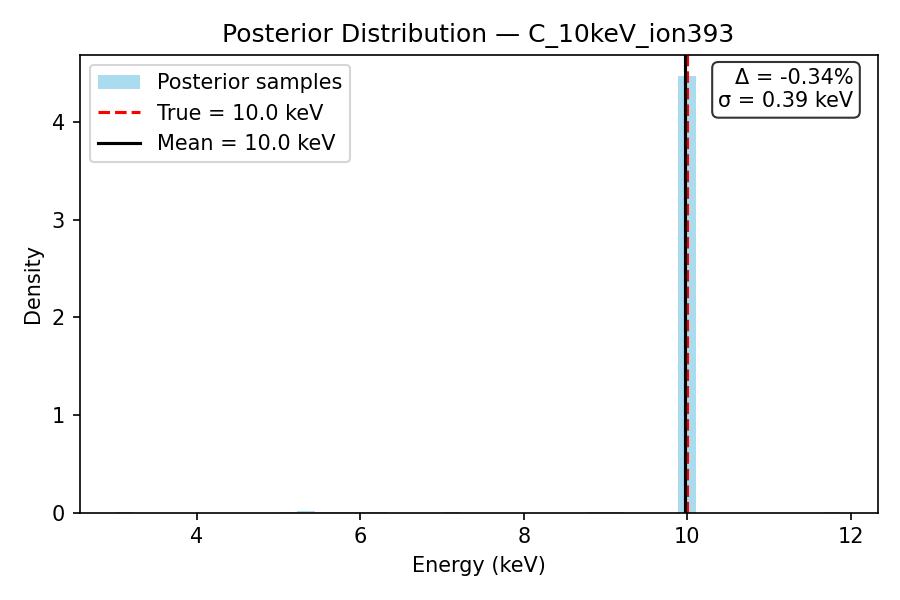 Posterior Distribution — C_10keV_ion393
Posterior samples
True = 10.0 keV
Mean = 10.0 keV
Δ = -0.34%
σ = 0.39 keV
Density
4
3
2
1
0
4 6 8 10 12
Energy (keV)